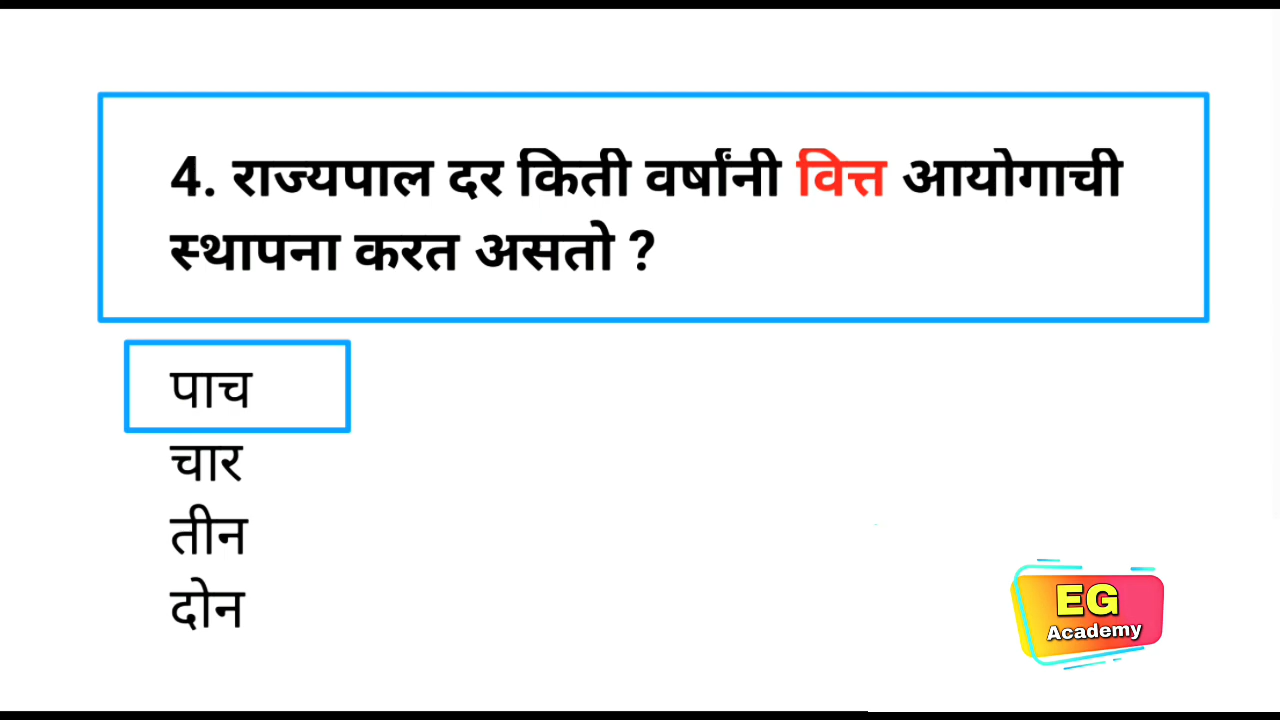 4. राज्यपाल दर किती वर्षांनी वित्त आयोगाची
स्थापना करत असतो ?
पाच
चार
तीन
दोन
EG
Academy